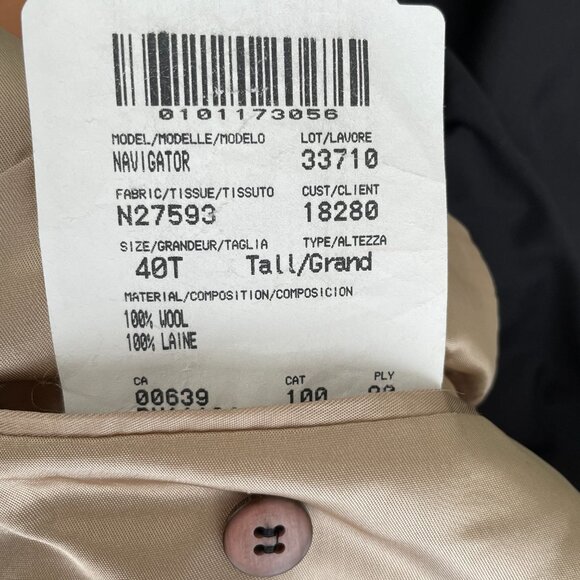 0101173056
MODEL/MODELLE/MODELO LOT/LAVORE
NAVIGATOR 33710
FABRIC/TISSUE/TISSUTO CUST/CLIENT
N27593 18280
SIZE/GRANDEUR/TAGLIA TYPE/ALTEZZA
40T Tall/Grand
MATERIAL/COMPOSITION/COMPOSICION
100% WOOL
100% LAINE
CA CAT PLY
00639 100